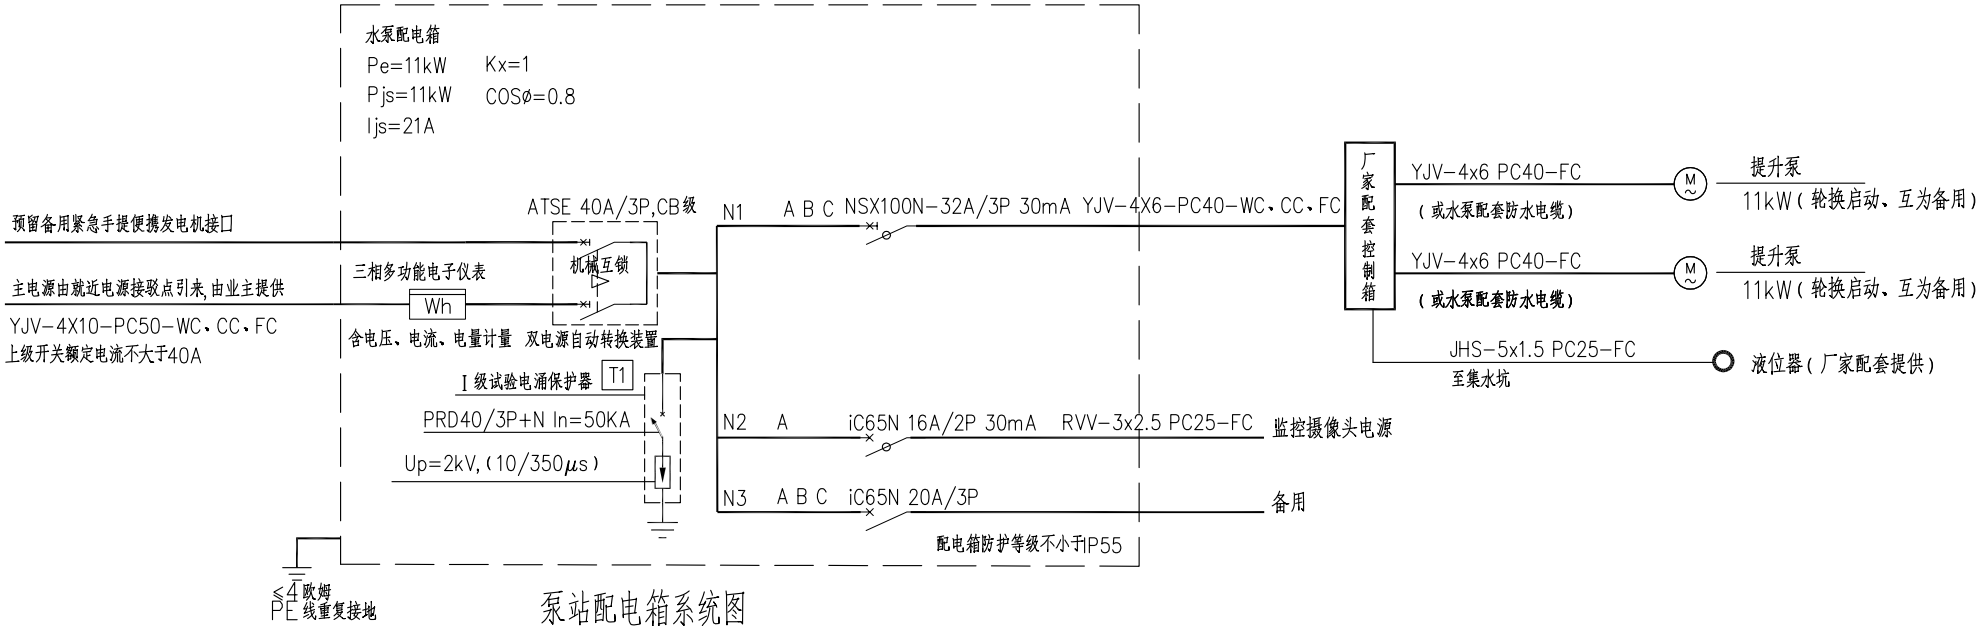 水泵配电箱
Pe=11kW Kx=1
Pjs=11kW COSø=0.8
Ijs=21A
预留备用紧急手提便携发电机接口
主电源由就近电源接驳点引来,由业主提供
YJV-4X10-PC50-WC、CC、FC
上级开关额定电流不大于40A
三相多功能电子仪表
Wh
含电压、电流、电量计量
ATSE 40A/3P,CB级
机械互锁
双电源自动转换装置
I级试验电涌保护器 T1
PRD40/3P+N In=50KA
Up=2kV,(10/350μs)
N1 A B C NSX100N-32A/3P 30mA YJV-4X6-PC40-WC、CC、FC
N2 A iC65N 16A/2P 30mA RVV-3x2.5 PC25-FC 监控摄像头电源
N3 A B C iC65N 20A/3P 备用
配电箱防护等级不小于IP55
厂家配套控制箱
YJV-4x6 PC40-FC
(或水泵配套防水电缆)
M
~
提升泵
11kW(轮换启动、互为备用)
YJV-4x6 PC40-FC
(或水泵配套防水电缆)
M
~
提升泵
11kW(轮换启动、互为备用)
JHS-5x1.5 PC25-FC
至集水坑
液位器(厂家配套提供)
≤4欧姆
PE线重复接地
泵站配电箱系统图